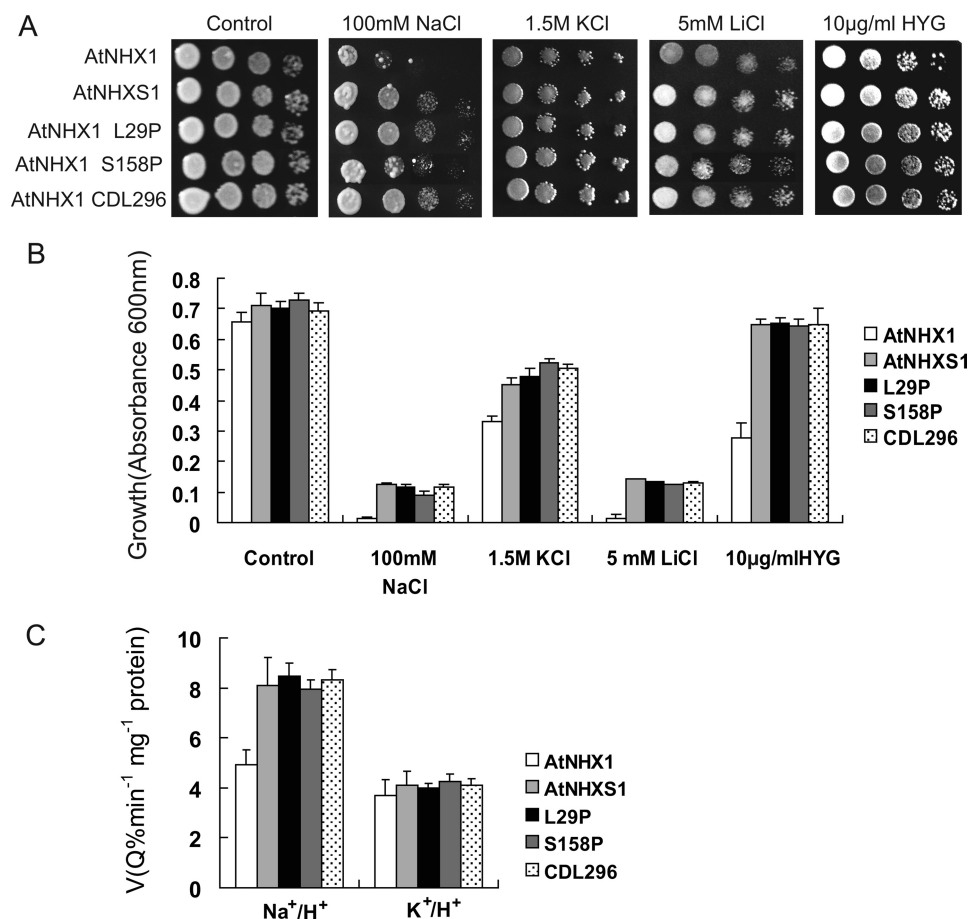 A
Control
100mM NaCl
1.5M KCl
5mM LiCl
10µg/ml HYG
AtNHX1
AtNHXS1
AtNHX1 L29P
AtNHX1 S158P
AtNHX1 CDL296
B
Growth(Absorbance 600nm)
0.8
0.7
0.6
0.5
0.4
0.3
0.2
0.1
0
Control
100mM
NaCl
1.5M KCl
5 mM LiCl
10µg/mlHYG
AtNHX1
AtNHXS1
L29P
S158P
CDL296
C
V(Q%min⁻¹ mg⁻¹ protein)
10
8
6
4
2
0
Na⁺/H⁺
K⁺/H⁺
AtNHX1
AtNHXS1
L29P
S158P
CDL296